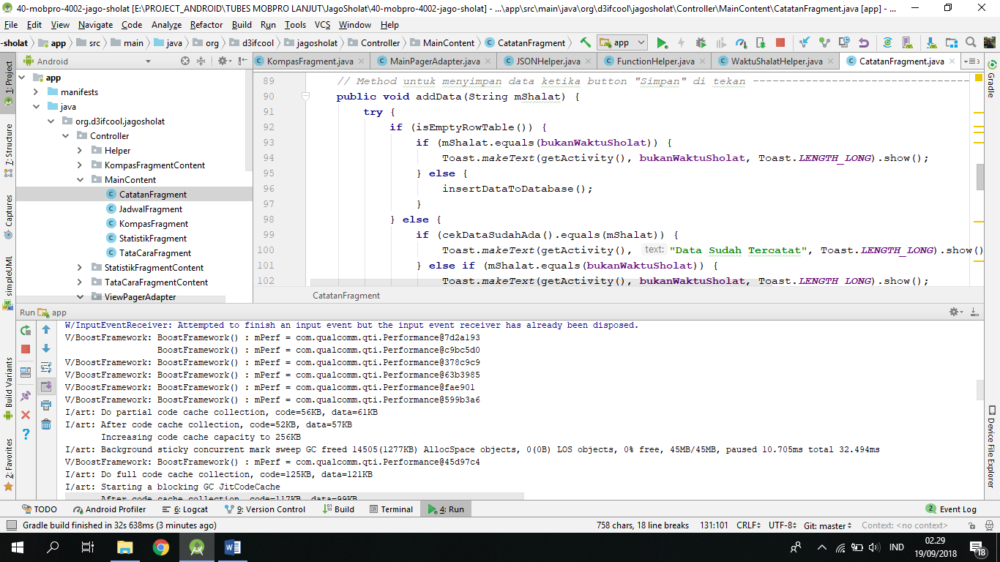 40-mobpro-4002-jago-sholat [E:\PROJECT_ANDROID\TUBES MOBPRO LANJUT\JagoSholat\40-mobpro-4002-jago-sholat] - ...\app\src\main\java\org\d3ifcool\jagosholat\Controller\MainContent\CatatanFragment.java [app] - ...
File Edit View Navigate Code Analyze Refactor Build Run Tools VCS Window Help
-sholat app src main java org d3ifcool jagosholat Controller MainContent CatatanFragment app
1: Project
Android
KompasFragment.java MainPagerAdapter.java JSONHelper.java FunctionHelper.java WaktuShalatHelper.java CatatanFragment.java 3
app
manifests
java
org.d3ifcool.jagosholat
Controller
Helper
KompasFragmentContent
MainContent
CatatanFragment
JadwalFragment
KompasFragment
StatistikFragment
TataCaraFragment
StatistikFragmentContent
TataCaraFragmentContent
ViewPagerAdapter
7: Structure
Captures
simpleUML
Build Variants
2: Favorites
89 // Method untuk menyimpan data ketika button "Simpan" di tekan ---------------------------------
90 public void addData(String mShalat) {
91 try {
92 if (isEmptyRowTable()) {
93 if (mShalat.equals(bukanWaktuSholat)) {
94 Toast.makeText(getActivity(), bukanWaktuSholat, Toast.LENGTH_LONG).show();
95 } else {
96 insertDataToDatabase();
97 }
98 } else {
99 if (cekDataSudahAda().equals(mShalat)) {
100 Toast.makeText(getActivity(), text: "Data Sudah Tercatat", Toast.LENGTH_LONG).show()
101 } else if (mShalat.equals(bukanWaktuSholat)) {
102 Toast.makeText(getActivity(), bukanWaktuSholat, Toast.LENGTH_LONG).show();
CatatanFragment
Gradle
Device File Explorer
Run app
W/InputEventReceiver: Attempted to finish an input event but the input event receiver has already been disposed.
V/BoostFramework: BoostFramework() : mPerf = com.qualcomm.qti.Performance@7d2a193
BoostFramework() : mPerf = com.qualcomm.qti.Performance@c9bc5d0
V/BoostFramework: BoostFramework() : mPerf = com.qualcomm.qti.Performance@378c9c9
V/BoostFramework: BoostFramework() : mPerf = com.qualcomm.qti.Performance@63b3985
V/BoostFramework: BoostFramework() : mPerf = com.qualcomm.qti.Performance@fae901
V/BoostFramework: BoostFramework() : mPerf = com.qualcomm.qti.Performance@599b3a6
I/art: Do partial code cache collection, code=56KB, data=61KB
I/art: After code cache collection, code=52KB, data=57KB
Increasing code cache capacity to 256KB
I/art: Background sticky concurrent mark sweep GC freed 14505(1277KB) AllocSpace objects, 0(0B) LOS objects, 0% free, 45MB/45MB, paused 10.705ms total 32.494ms
V/BoostFramework: BoostFramework() : mPerf = com.qualcomm.qti.Performance@45d97c4
I/art: Do full code cache collection, code=125KB, data=121KB
I/art: Starting a blocking GC JitCodeCache
After code cache collection, code=117KB, data=99KB
TODO Android Profiler 6: Logcat 9: Version Control Build Terminal 4: Run 2 Event Log
Gradle build finished in 32s 638ms (3 minutes ago) 758 chars, 18 line breaks 131:101 CRLF UTF-8 Git: master Context: <no context>
IND 02.29
19/09/2018 18